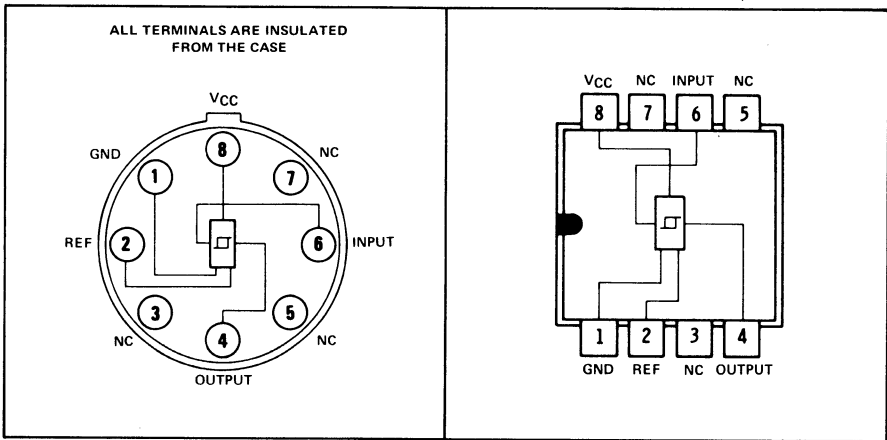 ALL TERMINALS ARE INSULATED
FROM THE CASE
VCC
GND
8
NC
1
7
REF
2
6
INPUT
3
5
NC
4
NC
OUTPUT
VCC NC INPUT NC
8 7 6 5
1 2 3 4
GND REF NC OUTPUT